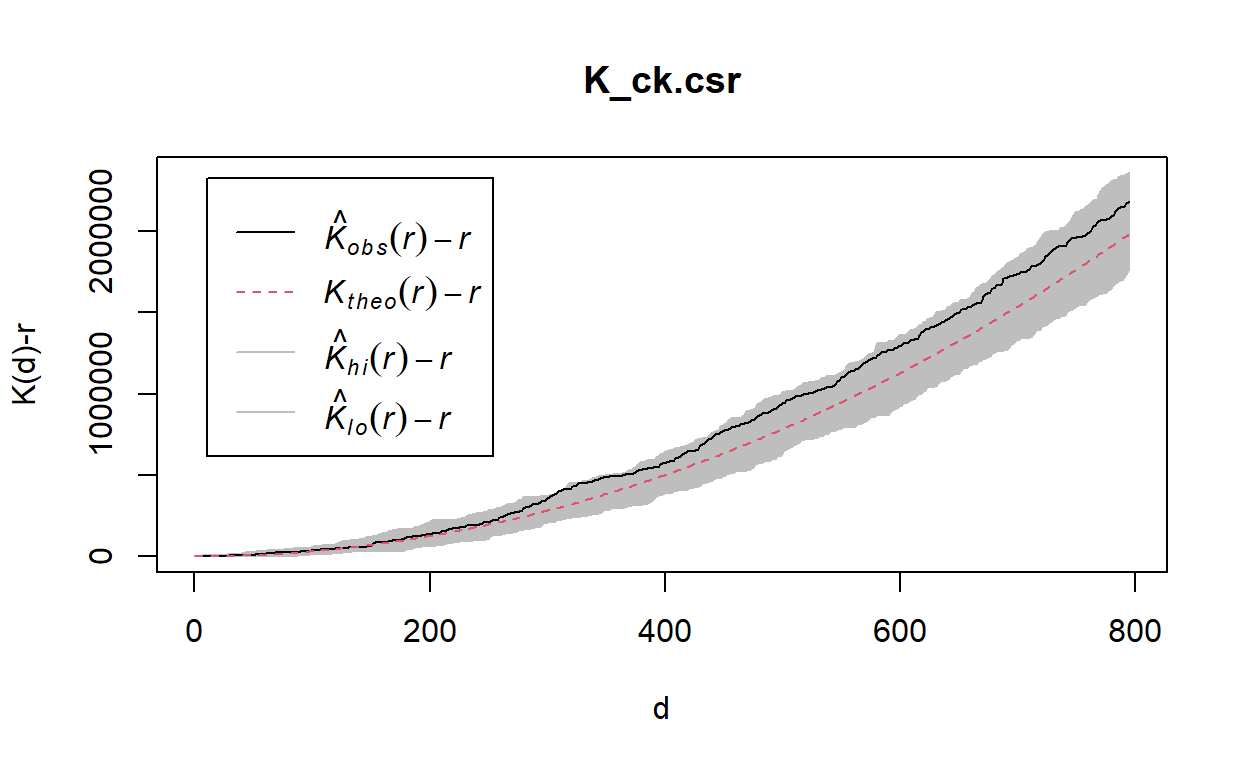 K_ck.csr
K̂obs(r) − r
Ktheo(r) − r
K̂hi(r) − r
K̂lo(r) − r
K(d)-r
2000000
1000000
0
0 200 400 600 800
d